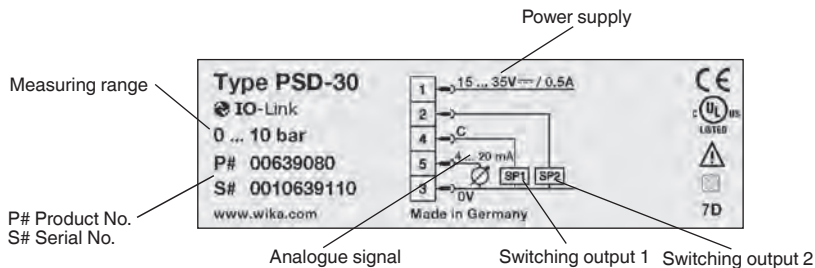 Power supply
Measuring range
Type PSD-30
IO-Link
0 ... 10 bar
P# 00639080
S# 0010639110
www.wika.com
1
2
4
5
3
15 ... 35V⎓ / 0.5A
C
4 ... 20 mA
SP1 SP2
0V
Made in Germany
CE
C UL US
LISTED
7D
P# Product No.
S# Serial No.
Analogue signal
Switching output 1
Switching output 2